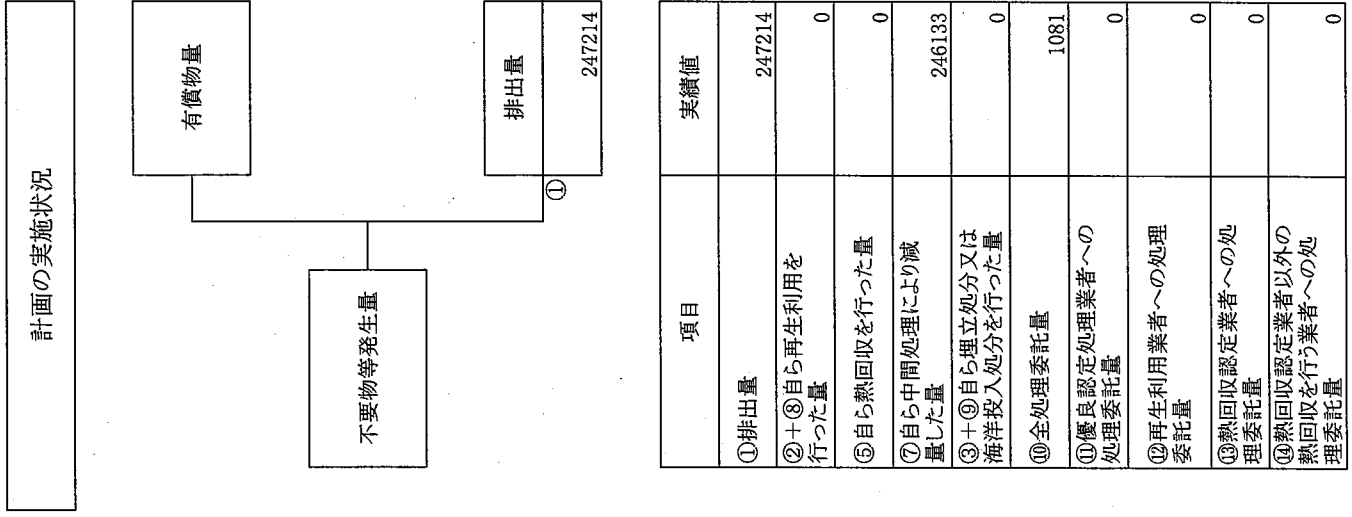 計画の実施状況
不要物等発生量
有償物量
排出量
①
247214
項目
実績値
①排出量
247214
②+⑧自ら再生利用を
行った量
0
⑤自ら熱回収を行った量
0
⑦自ら中間処理により減
量した量
246133
③+⑨自ら埋立処分又は
海洋投入処分を行った量
0
⑩全処理委託量
1081
⑪優良認定処理業者への
処理委託量
0
⑫再生利用業者への処理
委託量
0
⑬熱回収認定業者への処
理委託量
0
⑭熱回収認定業者以外の
熱回収を行う業者への処
理委託量
0